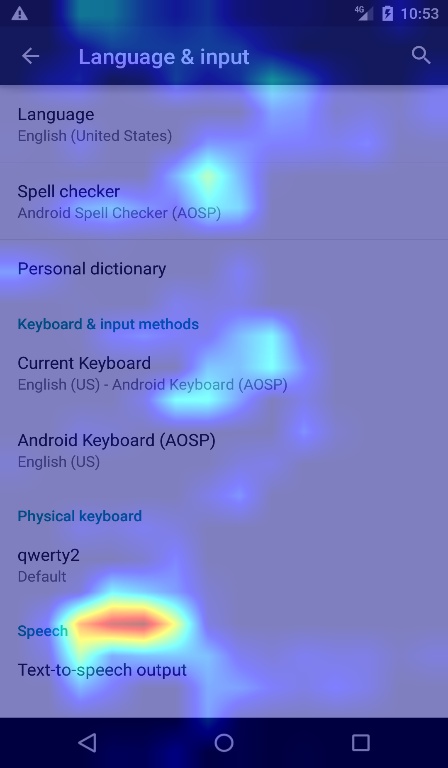 4G 10:53
Language & input
Language
English (United States)
Spell checker
Android Spell Checker (AOSP)
Personal dictionary
Keyboard & input methods
Current Keyboard
English (US) - Android Keyboard (AOSP)
Android Keyboard (AOSP)
English (US)
Physical keyboard
qwerty2
Default
Speech
Text-to-speech output